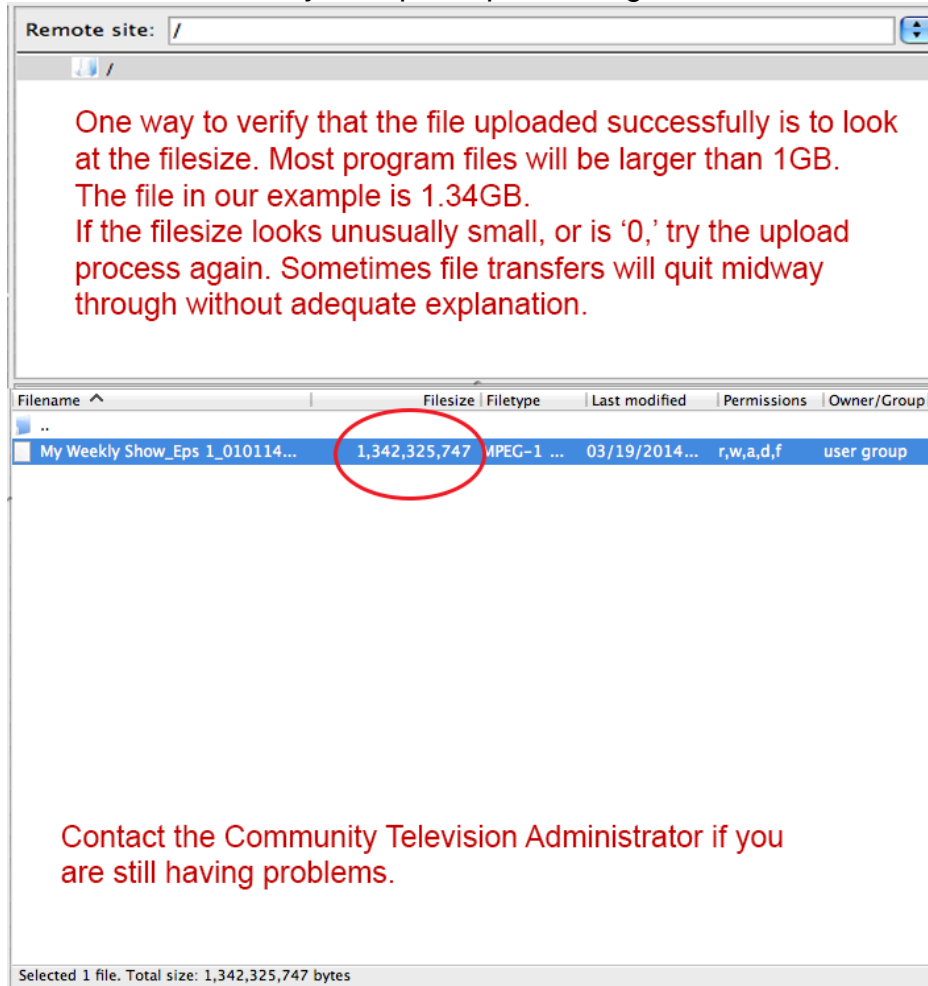 Remote site: /
/
One way to verify that the file uploaded successfully is to look
at the filesize. Most program files will be larger than 1GB.
The file in our example is 1.34GB.
If the filesize looks unusually small, or is ‘0,’ try the upload
process again. Sometimes file transfers will quit midway
through without adequate explanation.
Filename Filesize Filetype Last modified Permissions Owner/Group
..
My Weekly Show_Eps 1_010114... 1,342,325,747 MPEG-1 ... 03/19/2014... r,w,a,d,f user group
Contact the Community Television Administrator if you
are still having problems.
Selected 1 file. Total size: 1,342,325,747 bytes